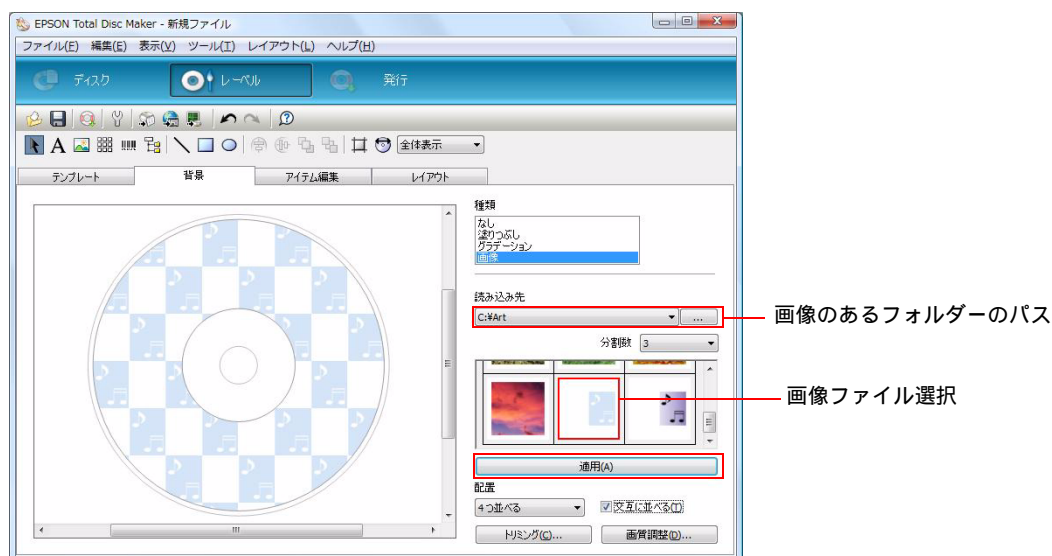 EPSON Total Disc Maker - 新規ファイル
ファイル(F) 編集(E) 表示(V) ツール(T) レイアウト(L) ヘルプ(H)
ディスク レーベル 発行
A 全体表示
テンプレート 背景 アイテム編集 レイアウト
種類
なし
塗りつぶし
グラデーション
画像
読み込み先
C:¥Art ...
画像のあるフォルダーのパス
分割数 3
画像ファイル選択
適用(A)
配置
4つ並べる 交互に並べる(I)
トリミング(C)... 画質調整(D)...